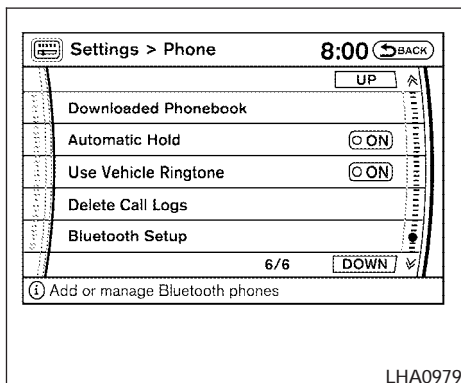 Settings > Phone 8:00 BACK
UP
Downloaded Phonebook
Automatic Hold ON
Use Vehicle Ringtone ON
Delete Call Logs
Bluetooth Setup
6/6 DOWN
i Add or manage Bluetooth phones
LHA0979